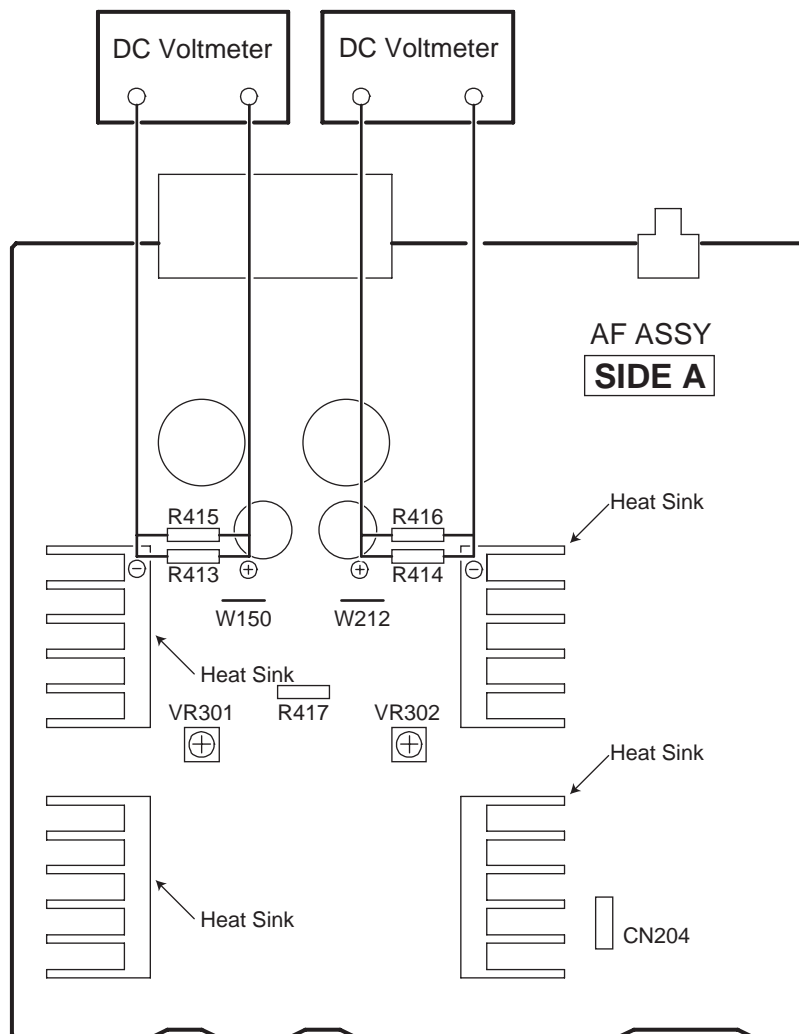 DC Voltmeter
DC Voltmeter
AF ASSY
SIDE A
Heat Sink
R415
R416
R413
R414
W150
W212
Heat Sink
VR301
R417
VR302
Heat Sink
Heat Sink
CN204